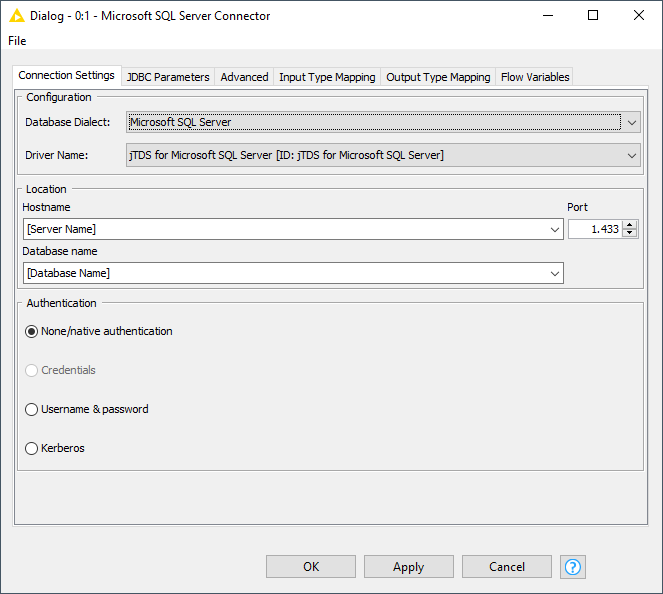 Dialog - 0:1 - Microsoft SQL Server Connector
File
Connection Settings JDBC Parameters Advanced Input Type Mapping Output Type Mapping Flow Variables
Configuration
Database Dialect: Microsoft SQL Server
Driver Name: jTDS for Microsoft SQL Server [ID: jTDS for Microsoft SQL Server]
Location
Hostname Port
[Server Name] 1.433
Database name
[Database Name]
Authentication
None/native authentication
Credentials
Username & password
Kerberos
OK Apply Cancel ?